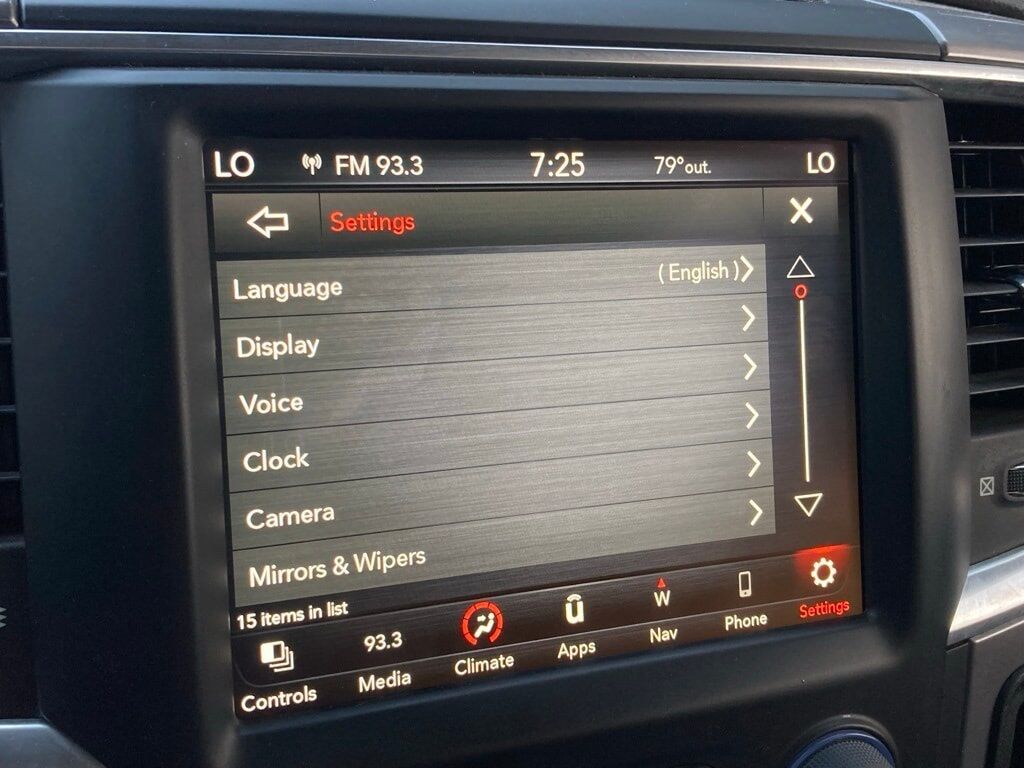 LO FM 93.3 7:25 79° out. LO
Settings X
Language ( English )
Display
Voice
Clock
Camera
Mirrors & Wipers
15 items in list
93.3 W
Controls Media Climate Apps Nav Phone Settings